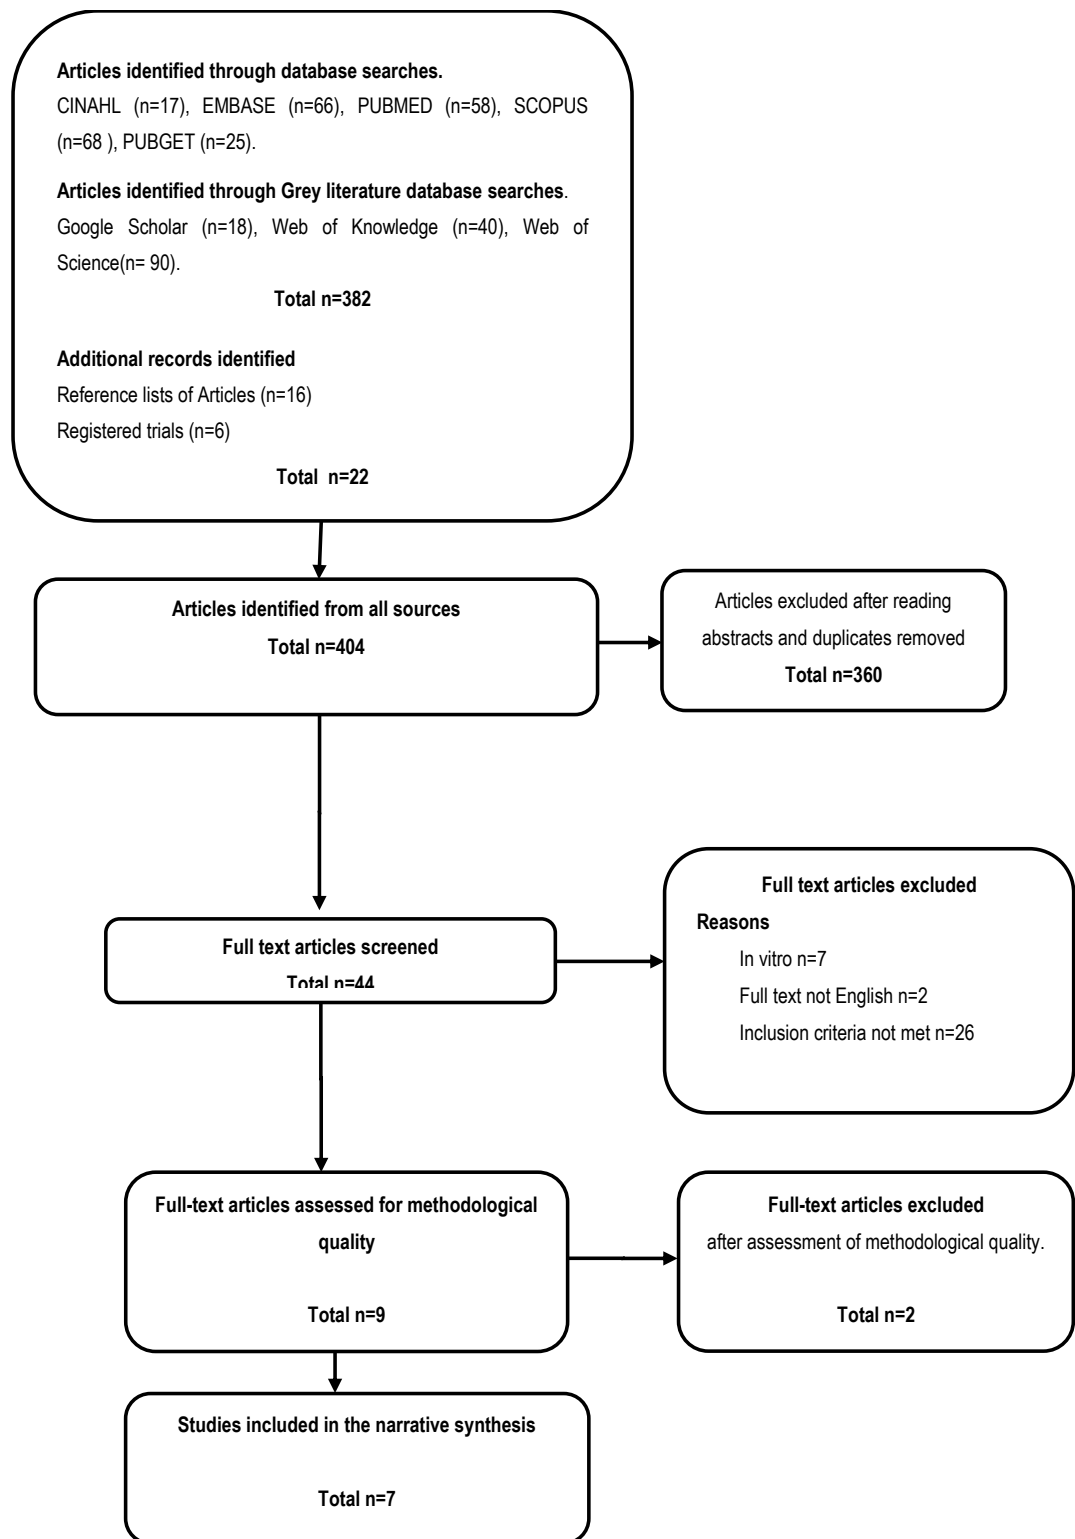 Articles identified through database searches.
CINAHL (n=17), EMBASE (n=66), PUBMED (n=58), SCOPUS
(n=68 ), PUBGET (n=25).
Articles identified through Grey literature database searches.
Google Scholar (n=18), Web of Knowledge (n=40), Web of
Science(n= 90).
Total n=382
Additional records identified
Reference lists of Articles (n=16)
Registered trials (n=6)
Total n=22
Articles identified from all sources
Total n=404
Articles excluded after reading
abstracts and duplicates removed
Total n=360
Full text articles screened
Total n=44
Full text articles excluded
Reasons
In vitro n=7
Full text not English n=2
Inclusion criteria not met n=26
Full-text articles assessed for methodological
quality
Total n=9
Full-text articles excluded
after assessment of methodological quality.
Total n=2
Studies included in the narrative synthesis
Total n=7